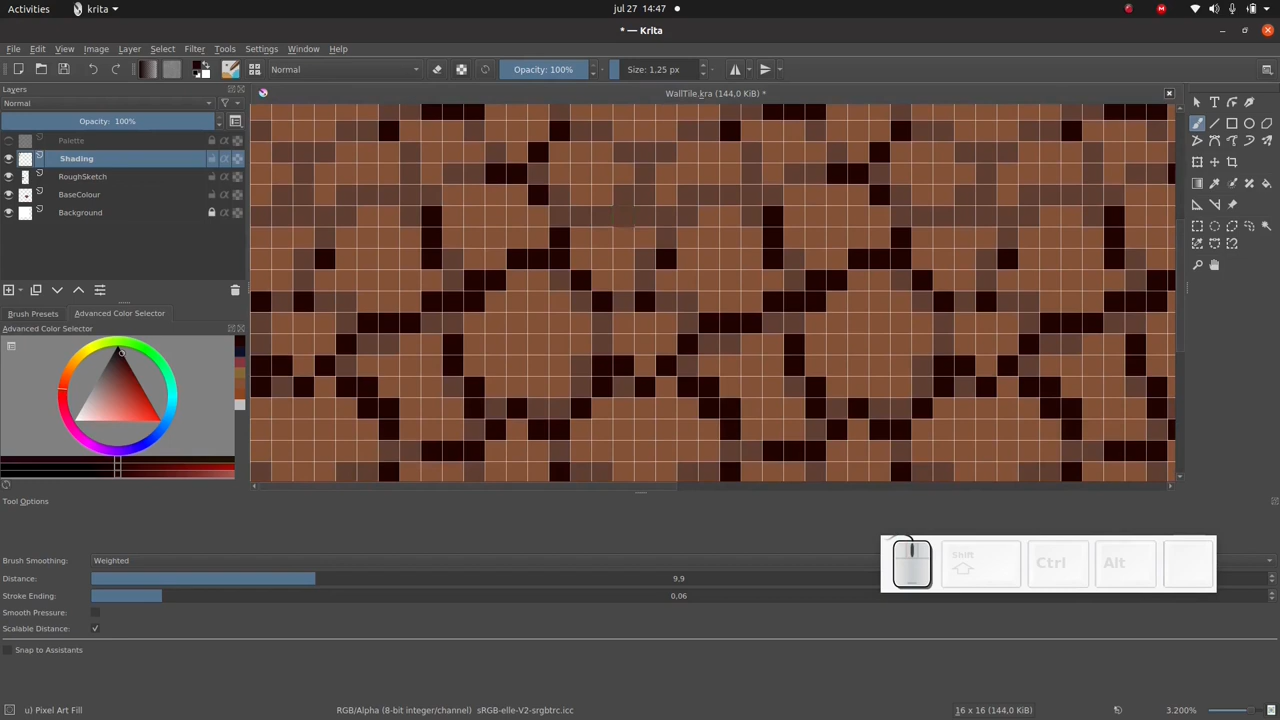 Activities
krita
jul 27 14:47
* — Krita
File Edit View Image Layer Select Filter Tools Settings Window Help
Normal
Opacity: 100%
Size: 1,25 px
Layers
WallTile.kra (144,0 KiB) *
Normal
Opacity: 100%
Palette
Shading
RoughSketch
BaseColour
Background
Brush Presets
Advanced Color Selector
Advanced Color Selector
Tool Options
Brush Smoothing:
Weighted
Distance:
9,9
Stroke Ending:
0,06
Smooth Pressure:
Scalable Distance:
Snap to Assistants
Shift
Ctrl
Alt
u) Pixel Art Fill
RGB/Alpha (8-bit integer/channel) sRGB-elle-V2-srgbtrc.icc
16 x 16 (144,0 KiB)
3.200%